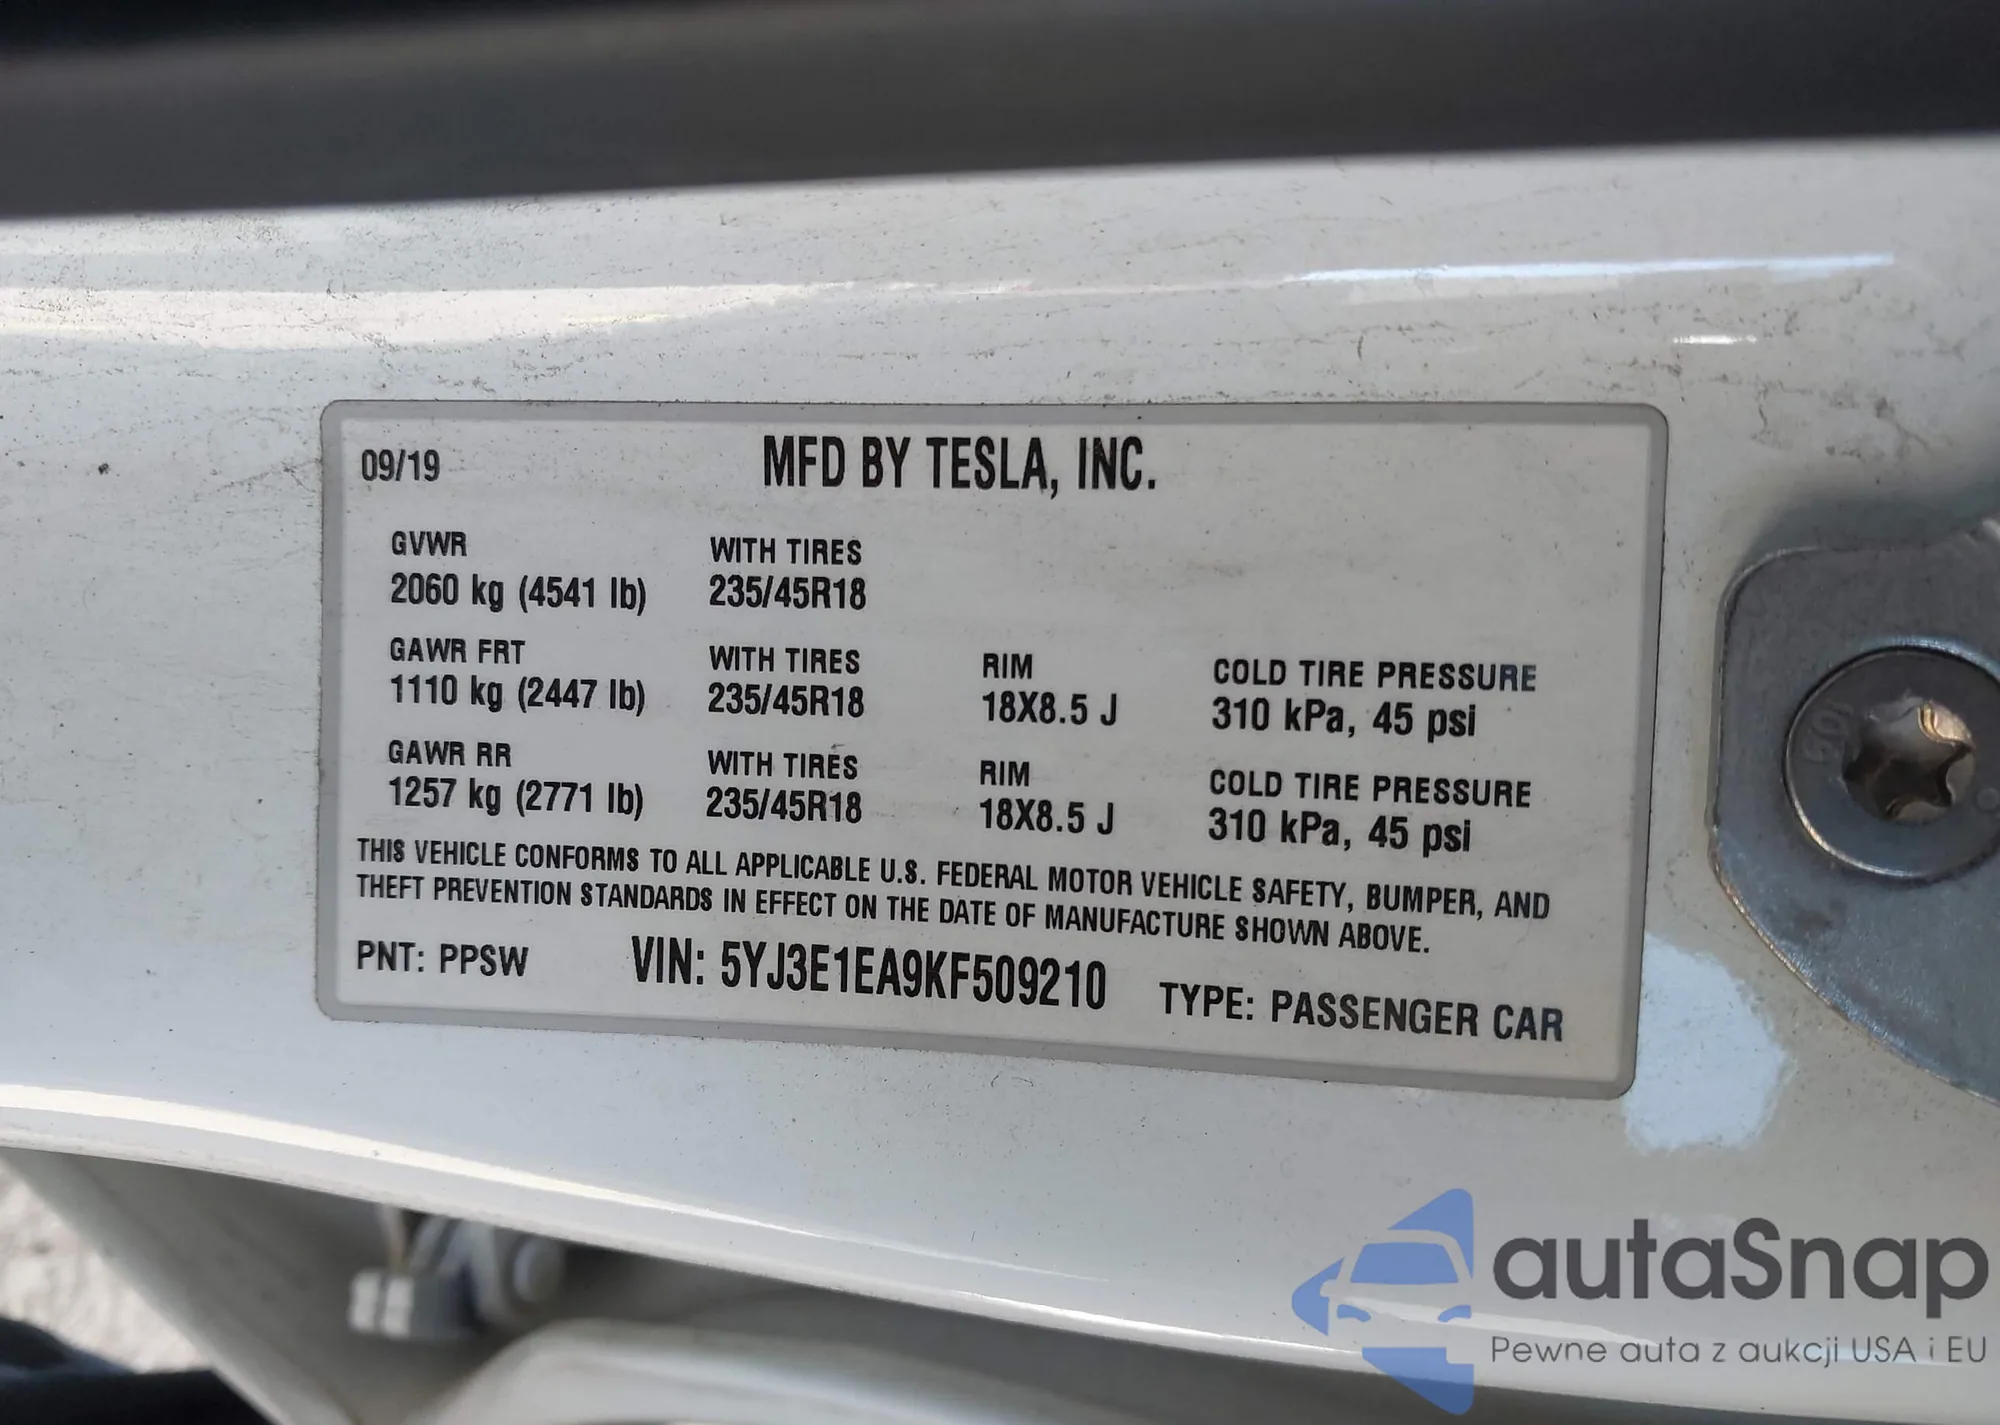 09/19 MFD BY TESLA, INC.
GVWR WITH TIRES
2060 kg (4541 lb) 235/45R18
GAWR FRT WITH TIRES RIM COLD TIRE PRESSURE
1110 kg (2447 lb) 235/45R18 18X8.5 J 310 kPa, 45 psi
GAWR RR WITH TIRES RIM COLD TIRE PRESSURE
1257 kg (2771 lb) 235/45R18 18X8.5 J 310 kPa, 45 psi
THIS VEHICLE CONFORMS TO ALL APPLICABLE U.S. FEDERAL MOTOR VEHICLE SAFETY, BUMPER, AND
THEFT PREVENTION STANDARDS IN EFFECT ON THE DATE OF MANUFACTURE SHOWN ABOVE.
PNT: PPSW VIN: 5YJ3E1EA9KF509210 TYPE: PASSENGER CAR
autaSnap
Pewne auta z aukcji USA i EU